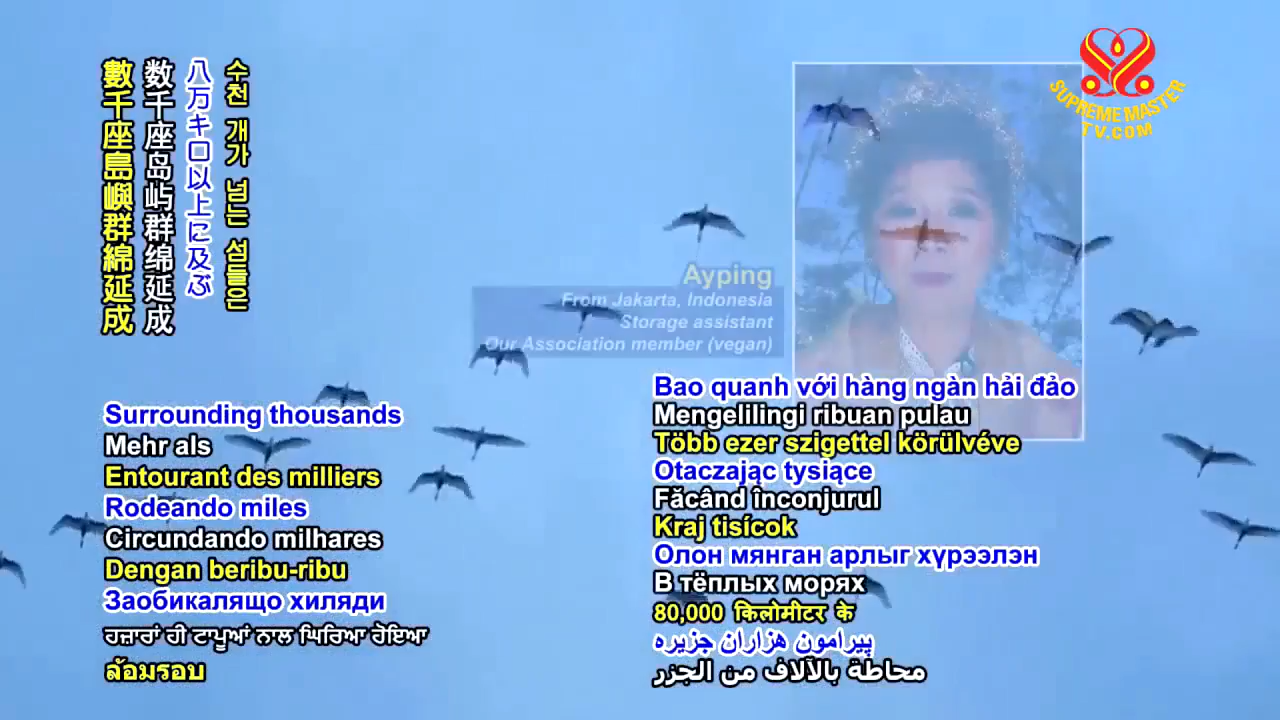 數千座島嶼群綿延成
数千座岛屿群绵延成
八万キロ以上に及ぶ
수천 개가 넘는 섬들의
SUPREME MASTER
TV.COM
Ayping
From Jakarta, Indonesia
Storage assistant
Our Association member (vegan)
Surrounding thousands
Mehr als
Entourant des milliers
Rodeando miles
Circundando milhares
Dengan beribu-ribu
Заобикалящо хиляди
ਹਜ਼ਾਰਾਂ ਹੀ ਟਾਪੂਆਂ ਨਾਲ ਘਿਰਿਆ ਹੋਇਆ
ล้อมรอบ
Bao quanh với hàng ngàn hải đảo
Mengelilingi ribuan pulau
Több ezer szigettel körülvéve
Otaczając tysiące
Făcând înconjurul
Kraj tisícok
Олон мянган арлыг хүрээлэн
В тёплых морях
80,000 किलोमीटर के
پیرامون هزاران جزیره
محاطة بالآلاف من الجزر